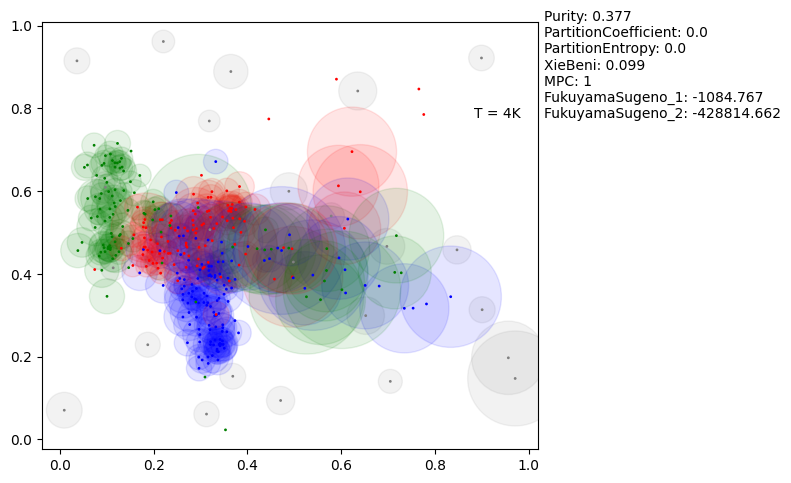 Purity: 0.377
PartitionCoefficient: 0.0
PartitionEntropy: 0.0
XieBeni: 0.099
MPC: 1
FukuyamaSugeno_1: -1084.767
FukuyamaSugeno_2: -428814.662
T = 4K
1.0
0.8
0.6
0.4
0.2
0.0
0.0 0.2 0.4 0.6 0.8 1.0